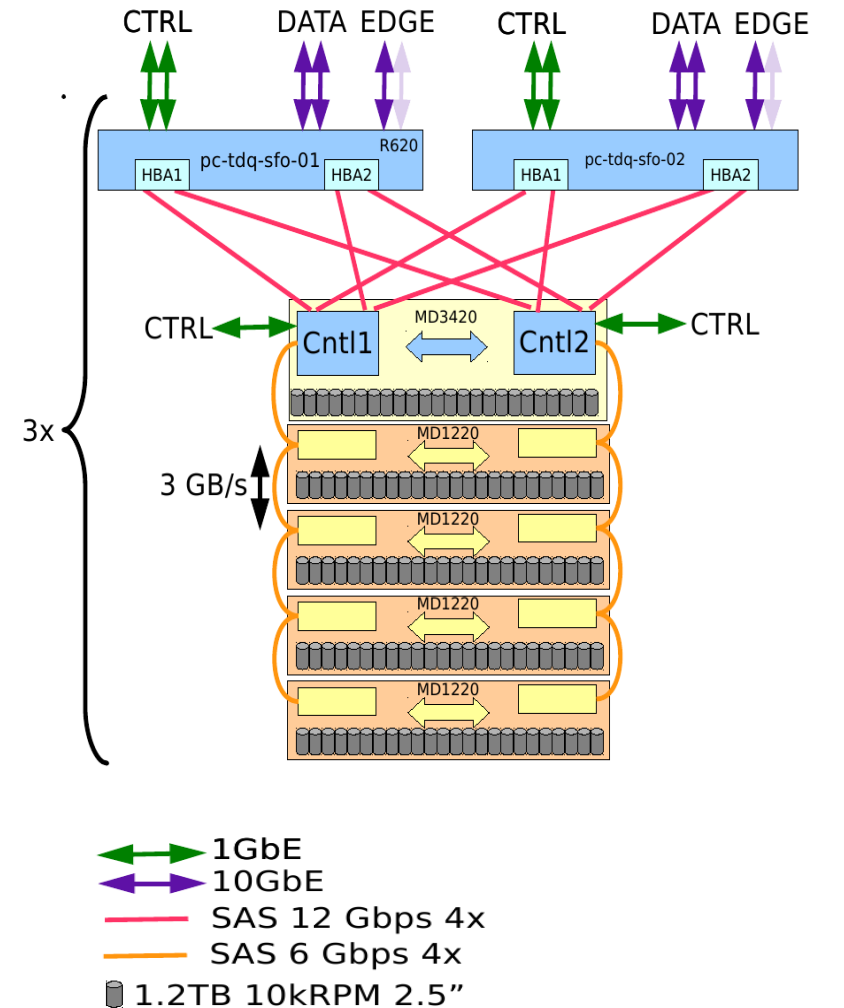 CTRL DATA EDGE CTRL DATA EDGE
pc-tdq-sfo-01 R620 pc-tdq-sfo-02
HBA1 HBA2 HBA1 HBA2
CTRL Cntl1 MD3420 Cntl2 CTRL
3x
MD1220
3 GB/s
MD1220
MD1220
MD1220
1GbE
10GbE
SAS 12 Gbps 4x
SAS 6 Gbps 4x
1.2TB 10kRPM 2.5”